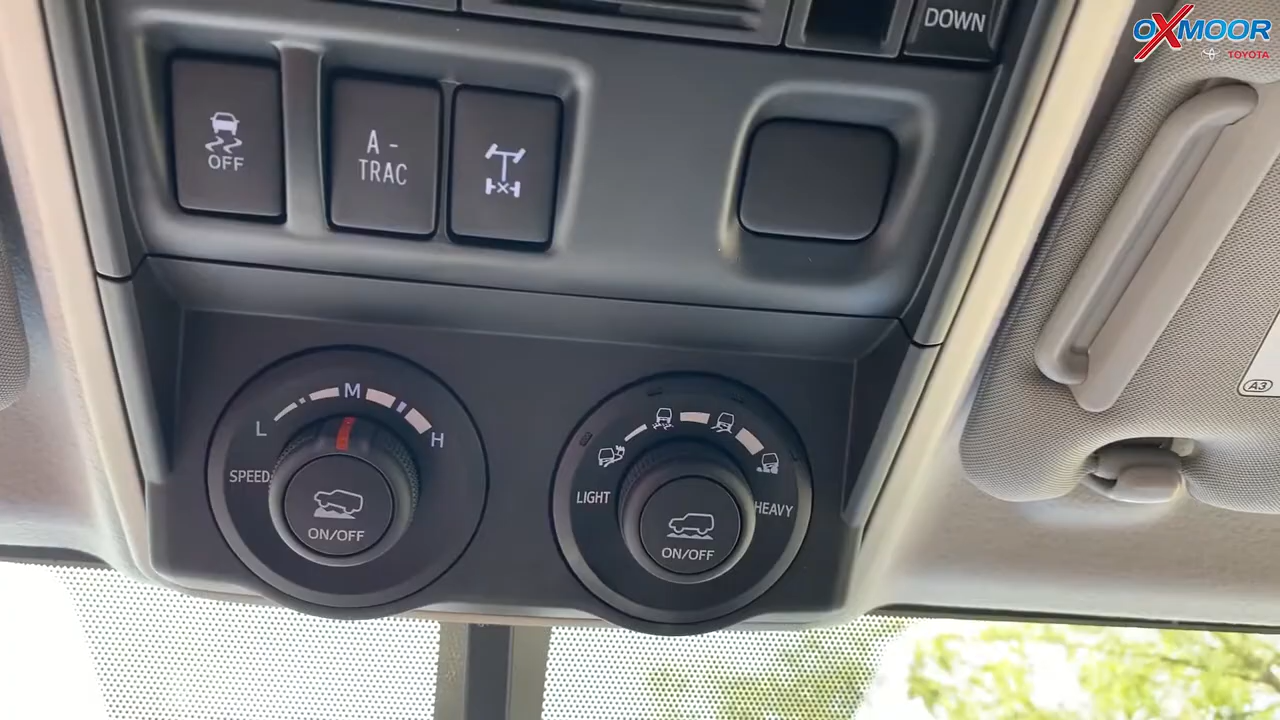 DOWN
OXMOOR
TOYOTA
OFF
A -
TRAC
A3
L
M
H
SPEED
ON/OFF
LIGHT
HEAVY
ON/OFF